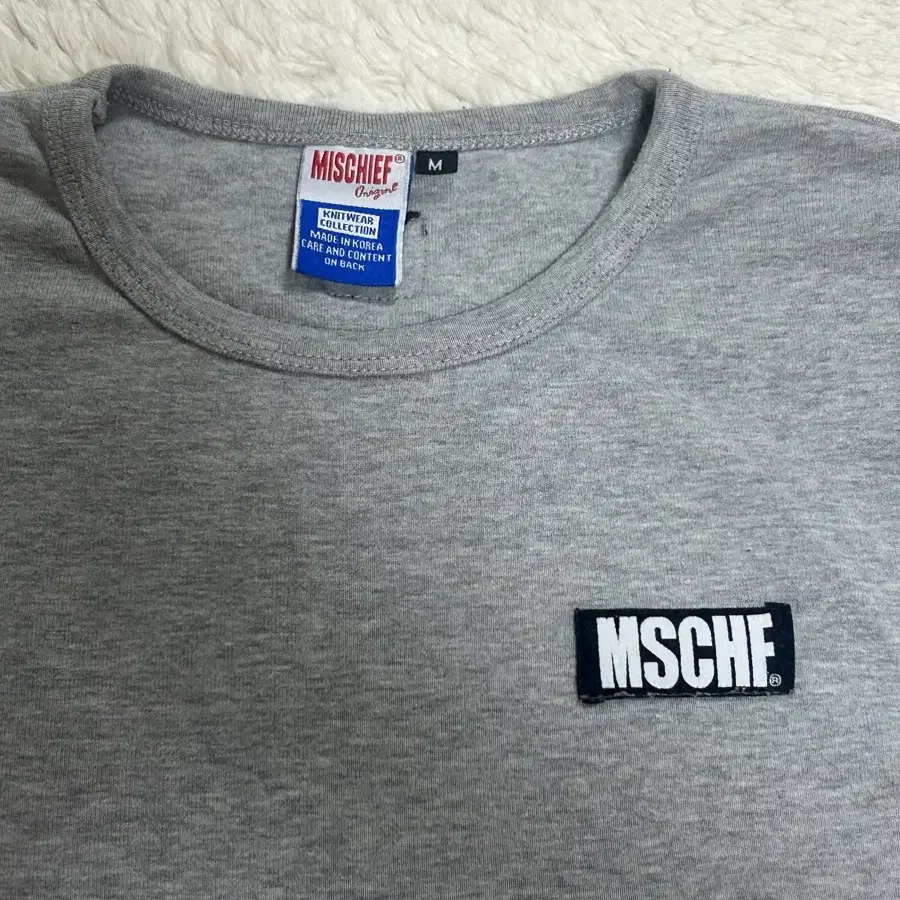 MISCHIEF®
Original
M
KNITWEAR
COLLECTION
MADE IN KOREA
CARE AND CONTENT
ON BACK
MSCHF®